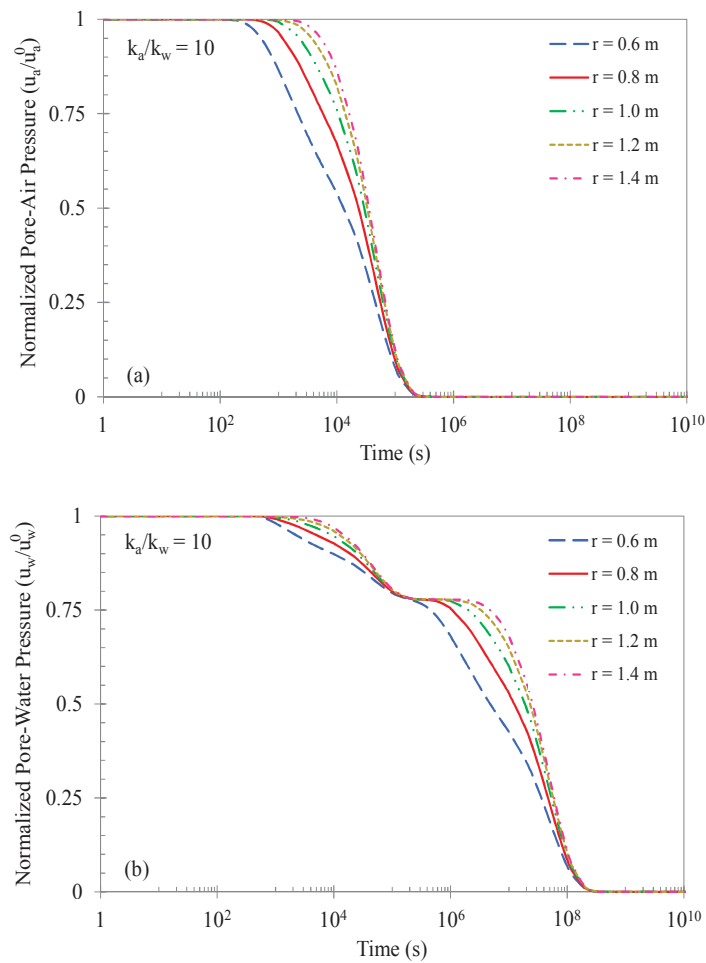 1
0.75
0.5
0.25
0
Normalized Pore-Air Pressure (u_a/u_a^0)
k_a/k_w = 10
r = 0.6 m
r = 0.8 m
r = 1.0 m
r = 1.2 m
r = 1.4 m
(a)
1 10^2 10^4 10^6 10^8 10^10
Time (s)
1
0.75
0.5
0.25
0
Normalized Pore-Water Pressure (u_w/u_w^0)
k_a/k_w = 10
r = 0.6 m
r = 0.8 m
r = 1.0 m
r = 1.2 m
r = 1.4 m
(b)
1 10^2 10^4 10^6 10^8 10^10
Time (s)